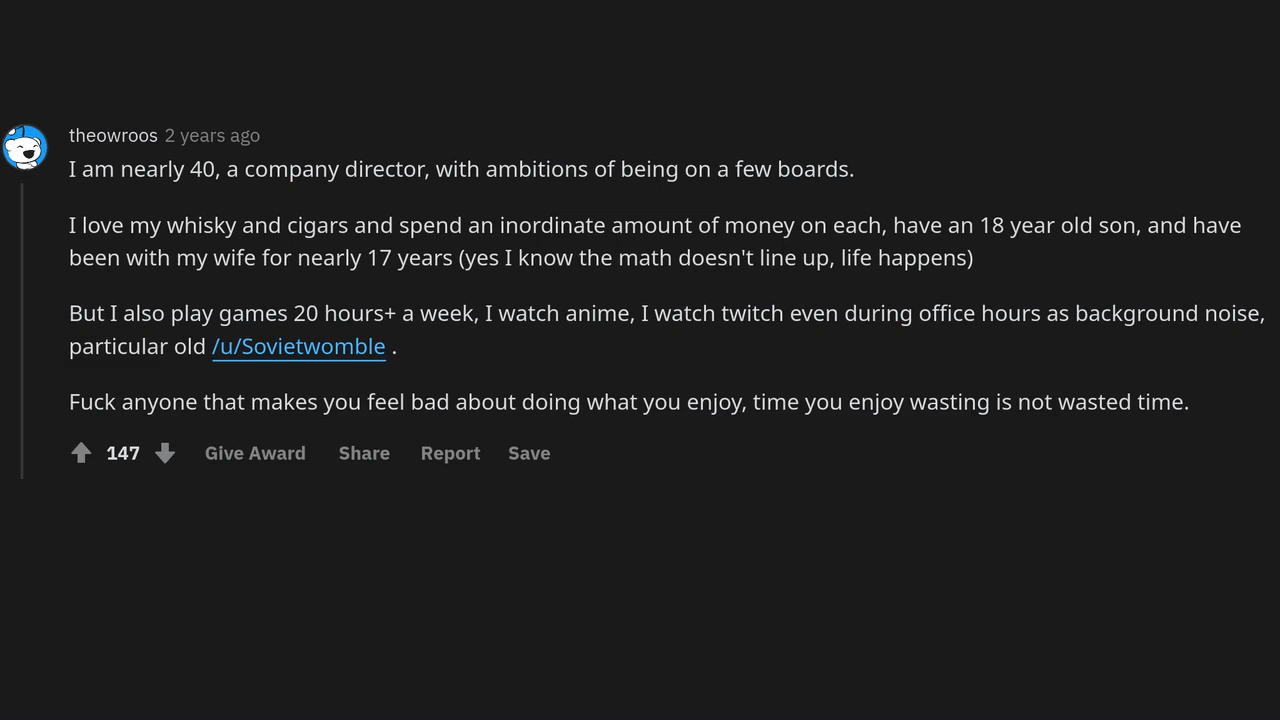 theowroos 2 years ago
I am nearly 40, a company director, with ambitions of being on a few boards.
I love my whisky and cigars and spend an inordinate amount of money on each, have an 18 year old son, and have
been with my wife for nearly 17 years (yes I know the math doesn't line up, life happens)
But I also play games 20 hours+ a week, I watch anime, I watch twitch even during office hours as background noise,
particular old /u/Sovietwomble .
Fuck anyone that makes you feel bad about doing what you enjoy, time you enjoy wasting is not wasted time.
147 Give Award Share Report Save